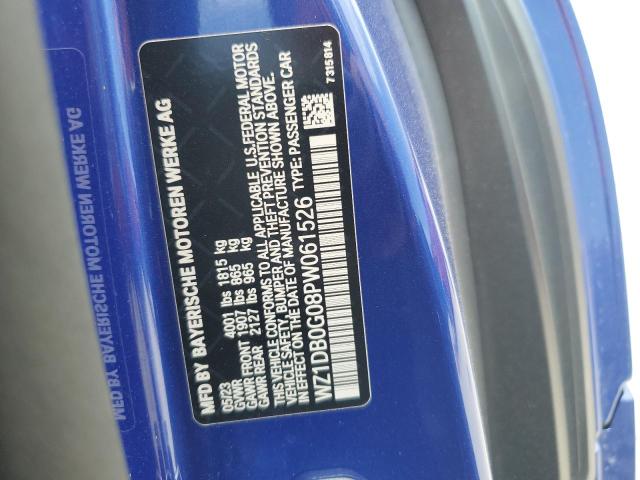 MFD BY BAYERISCHE MOTOREN WERKE AG
05/23
GVWR 4001 lbs 1815 kg
GAWR FRONT 1907 lbs 865 kg
GAWR REAR 2127 lbs 965 kg
THIS VEHICLE CONFORMS TO ALL APPLICABLE U.S.FEDERAL MOTOR
VEHICLE SAFETY, BUMPER AND THEFT PREVENTION STANDARDS
IN EFFECT ON THE DATE OF MANUFACTURE SHOWN ABOVE.
WZ1DB0G08PW061526 TYPE: PASSENGER CAR
7315814
MFD BY BAYERISCHE MOTOREN WERKE AG